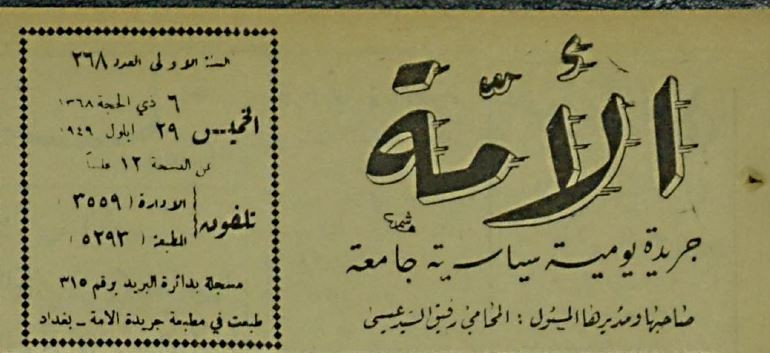 الأمة
جريدة يومية سياسية جامعة
صاحبها ومديرها المسئول : المحامي رفيق السيد عيسى
السنة الاولى العدد ٢٦٨
الخميس
٦ ذي الحجة ١٣٦٨
٢٩ ايلول ١٩٤٩
ثمن النسخة ١٢ فلساً
تلفون
الادارة ( ٣٥٥٩ )
المطبعة ( ٥٢٩٣ )
مسجلة بدائرة البريد برقم ٣١٥
طبعت في مطبعة جريدة الامة ـ بغداد